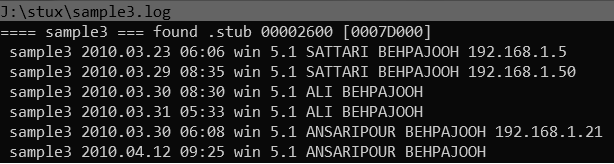 J:\stux\sample3.log
==== sample3 === found .stub 00002600 [0007D000]
sample3 2010.03.23 06:06 win 5.1 SATTARI BEHPAJOOH 192.168.1.5
sample3 2010.03.29 08:35 win 5.1 SATTARI BEHPAJOOH 192.168.1.50
sample3 2010.03.30 08:30 win 5.1 ALI BEHPAJOOH
sample3 2010.03.31 05:33 win 5.1 ALI BEHPAJOOH
sample3 2010.03.30 06:08 win 5.1 ANSARIPOUR BEHPAJOOH 192.168.1.21
sample3 2010.04.12 09:25 win 5.1 ANSARIPOUR BEHPAJOOH